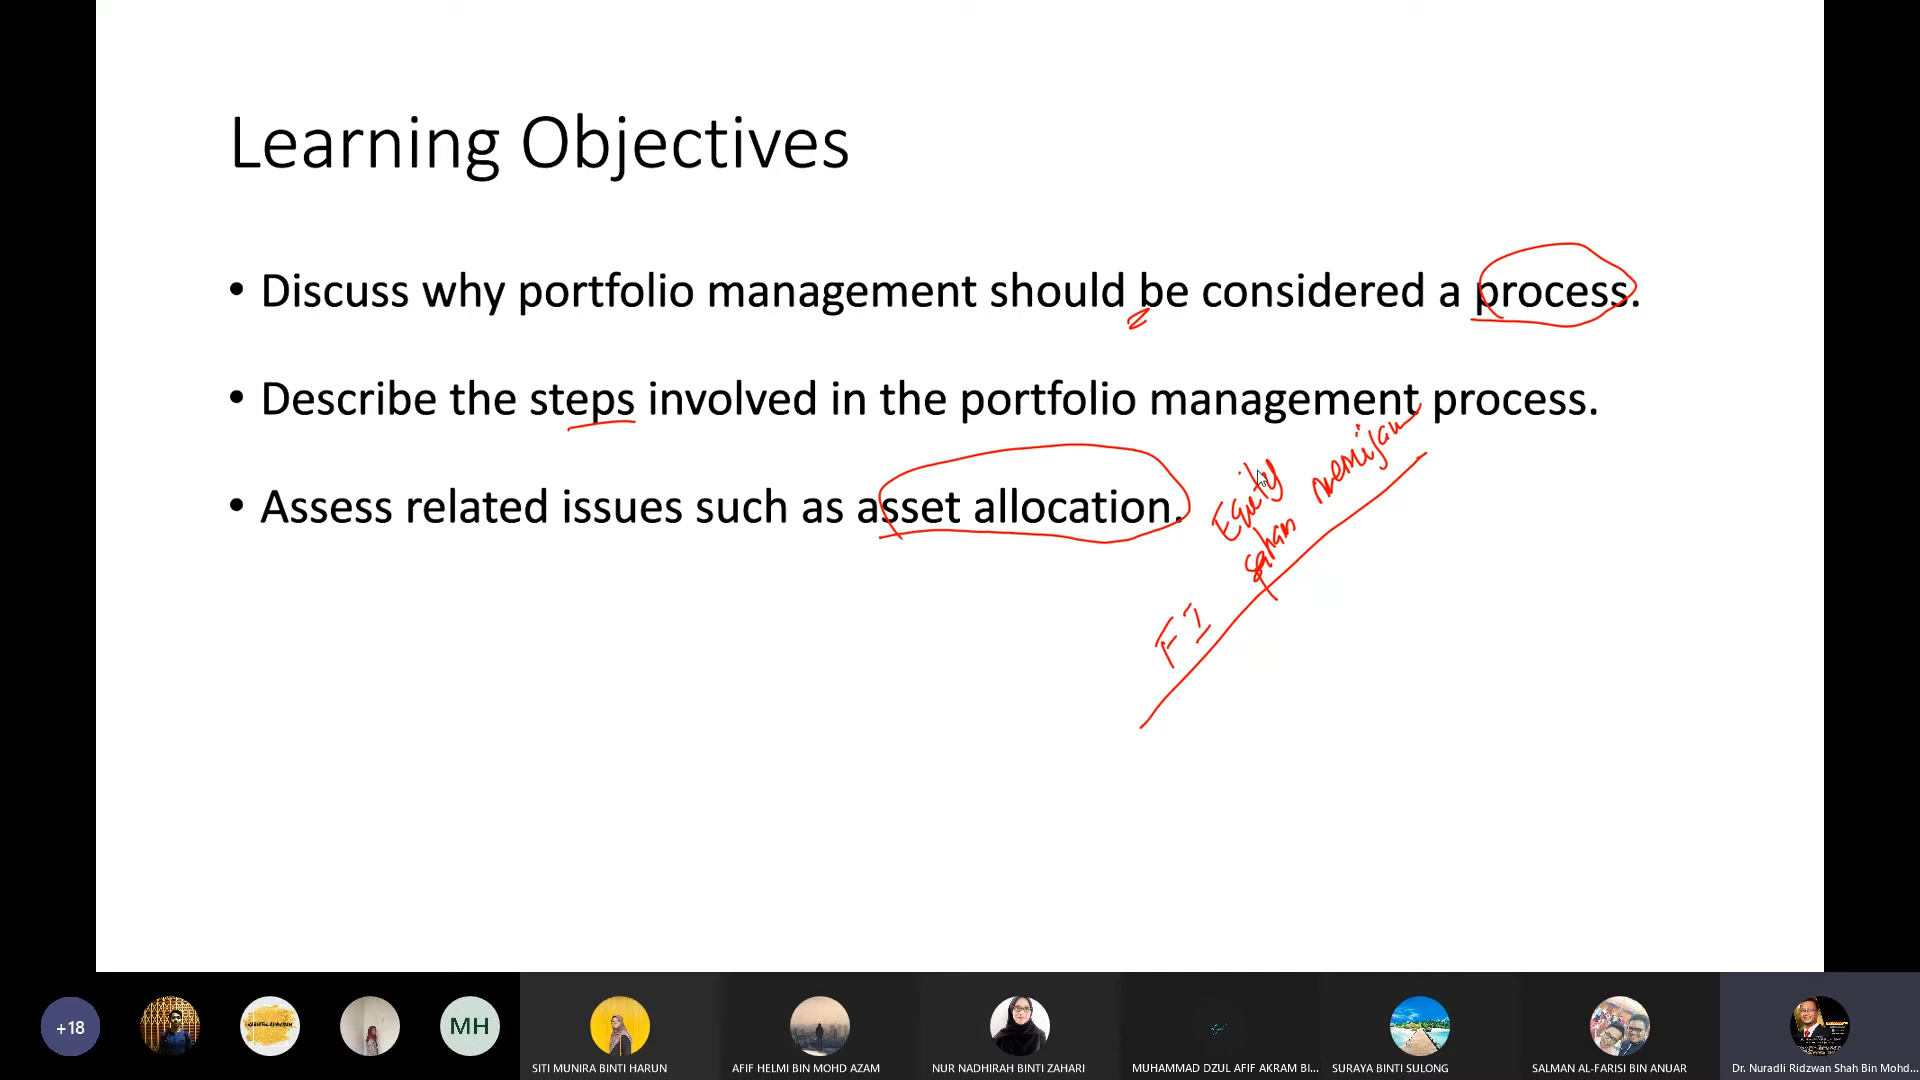 Learning Objectives
• Discuss why portfolio management should be considered a process.
• Describe the steps involved in the portfolio management process.
• Assess related issues such as asset allocation.
Equity
saham
FI
+18
MH
SITI MUNIRA BINTI HARUN
AFIF HELMI BIN MOHD AZAM
NUR NADHIRAH BINTI ZAHARI
MUHAMMAD DZUL AFIF AKRAM BI...
SURAYA BINTI SULONG
SALMAN AL-FARISI BIN ANUAR
Dr. Nuradli Ridzwan Shah Bin Mohd...